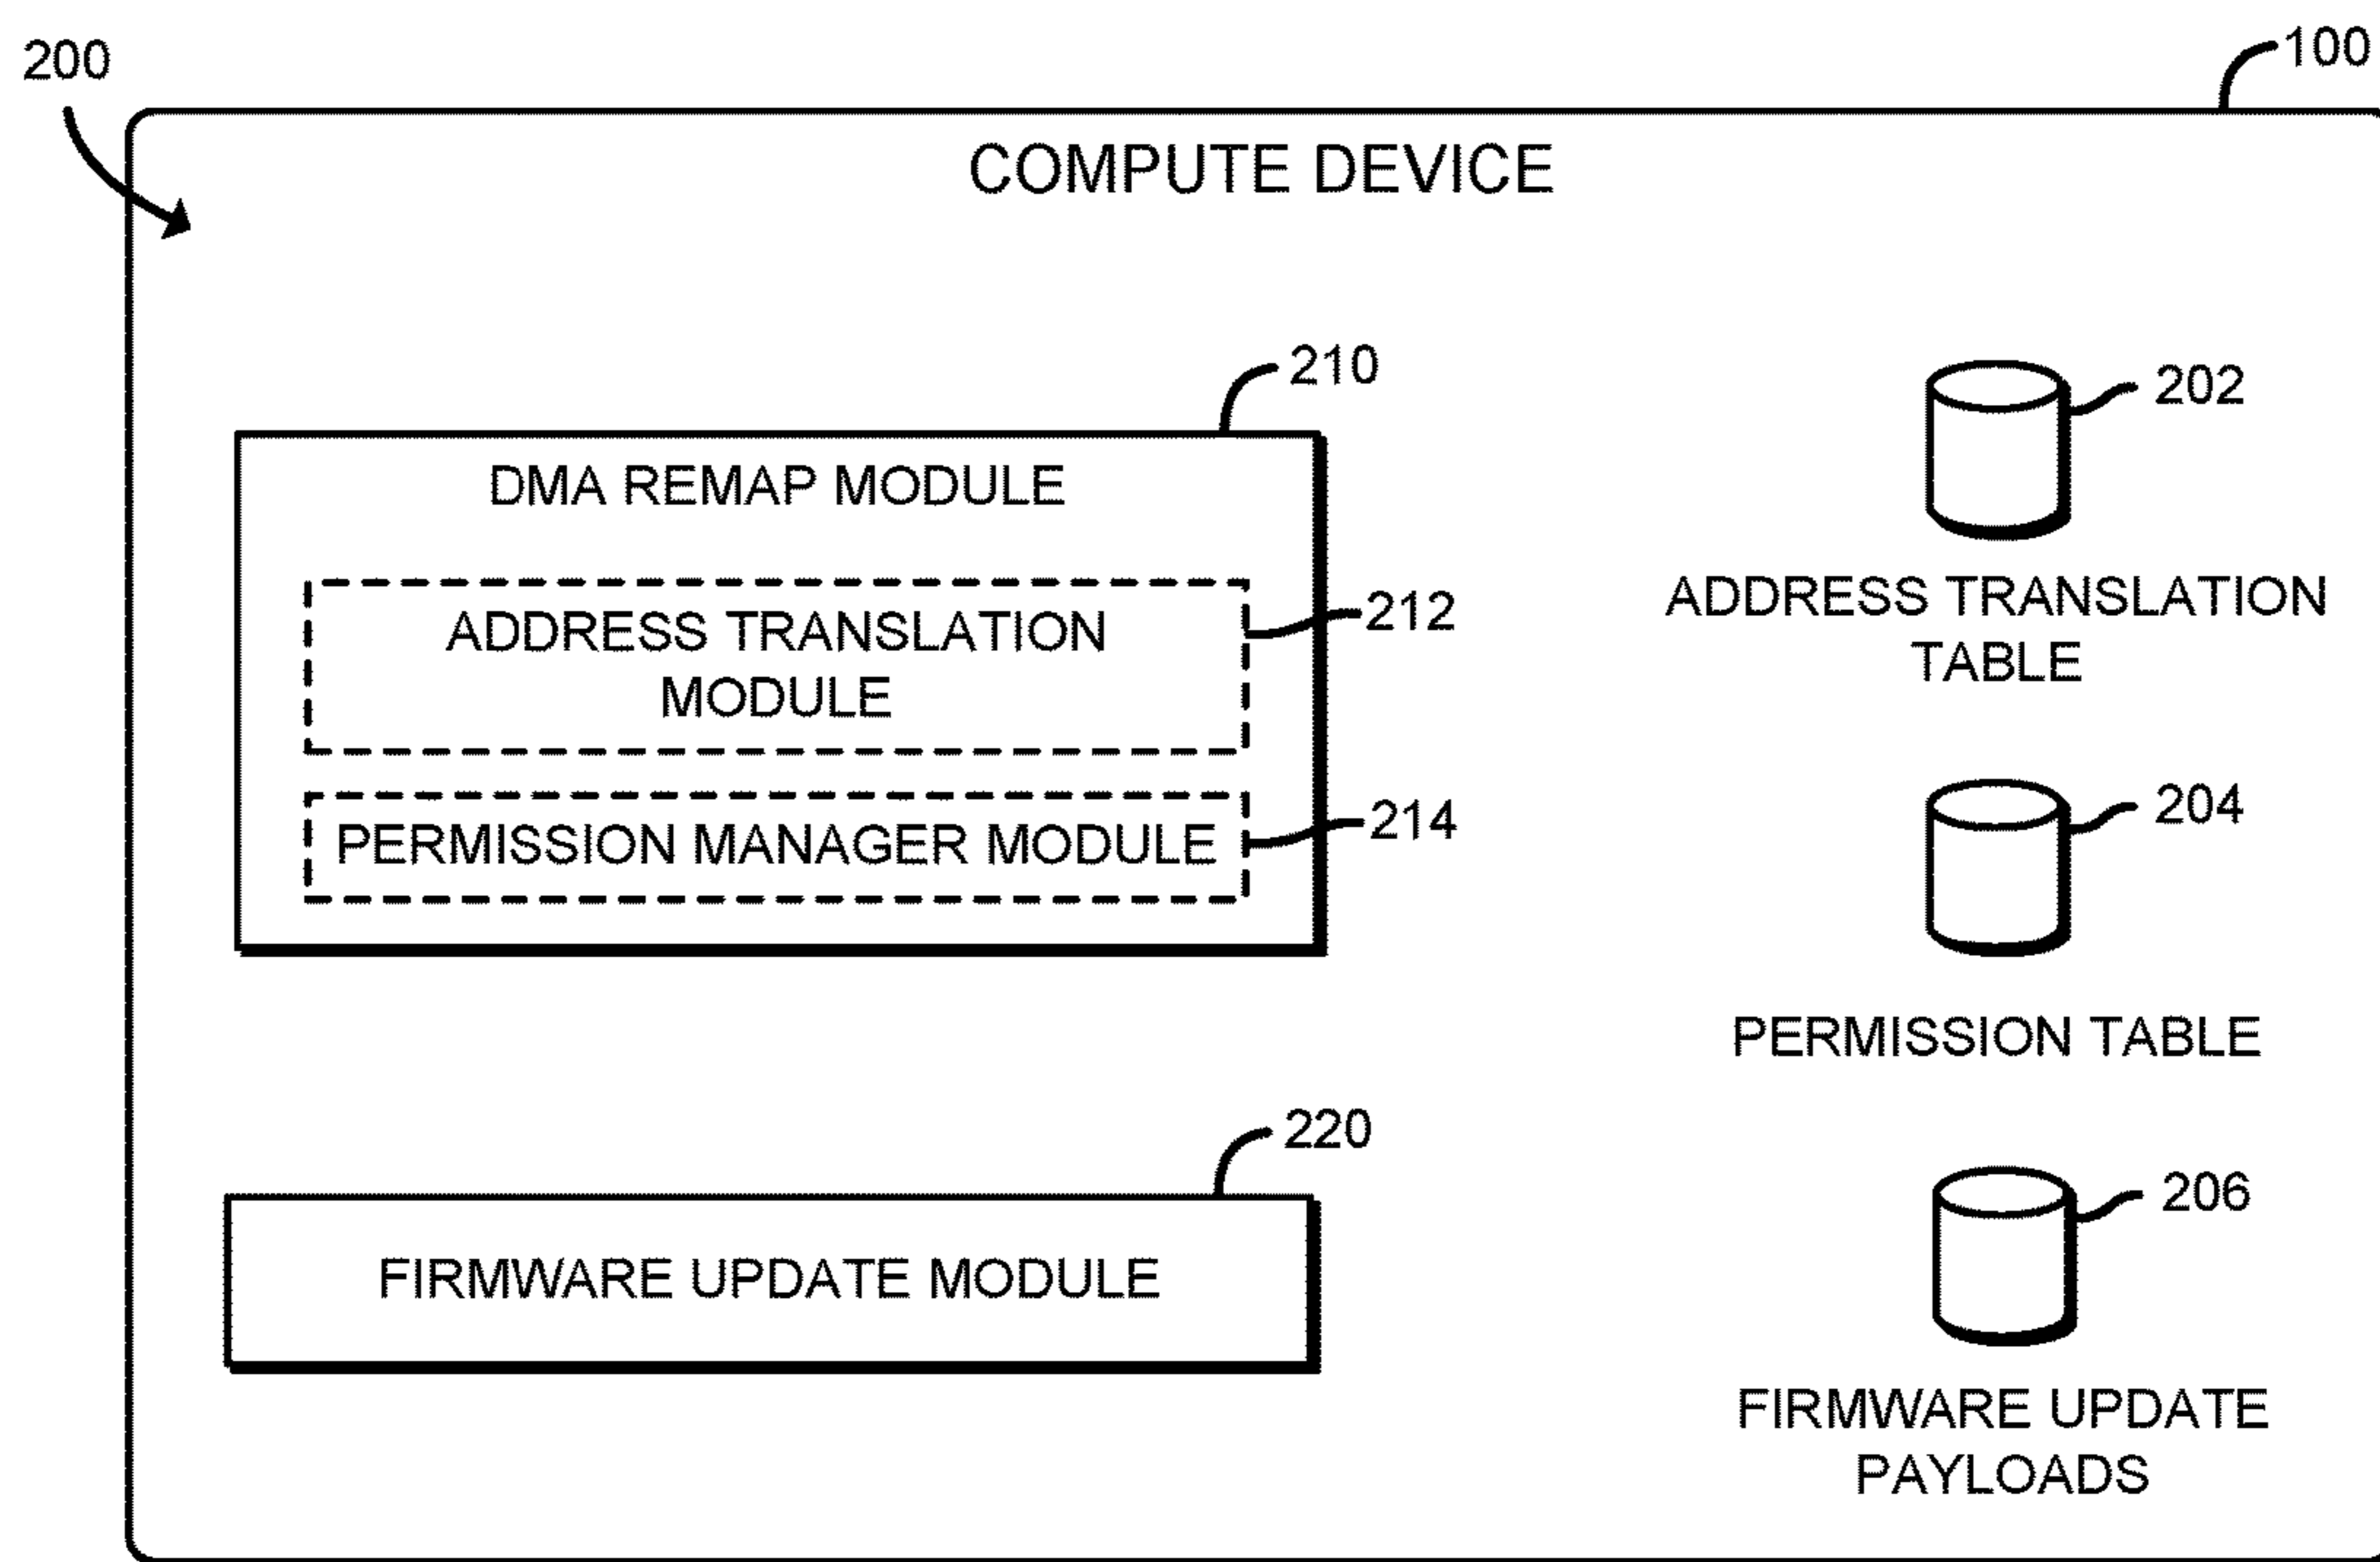 200
100
COMPUTE DEVICE
210
DMA REMAP MODULE
ADDRESS TRANSLATION
MODULE
212
PERMISSION MANAGER MODULE
214
220
FIRMWARE UPDATE MODULE
202
ADDRESS TRANSLATION
TABLE
204
PERMISSION TABLE
206
FIRMWARE UPDATE
PAYLOADS